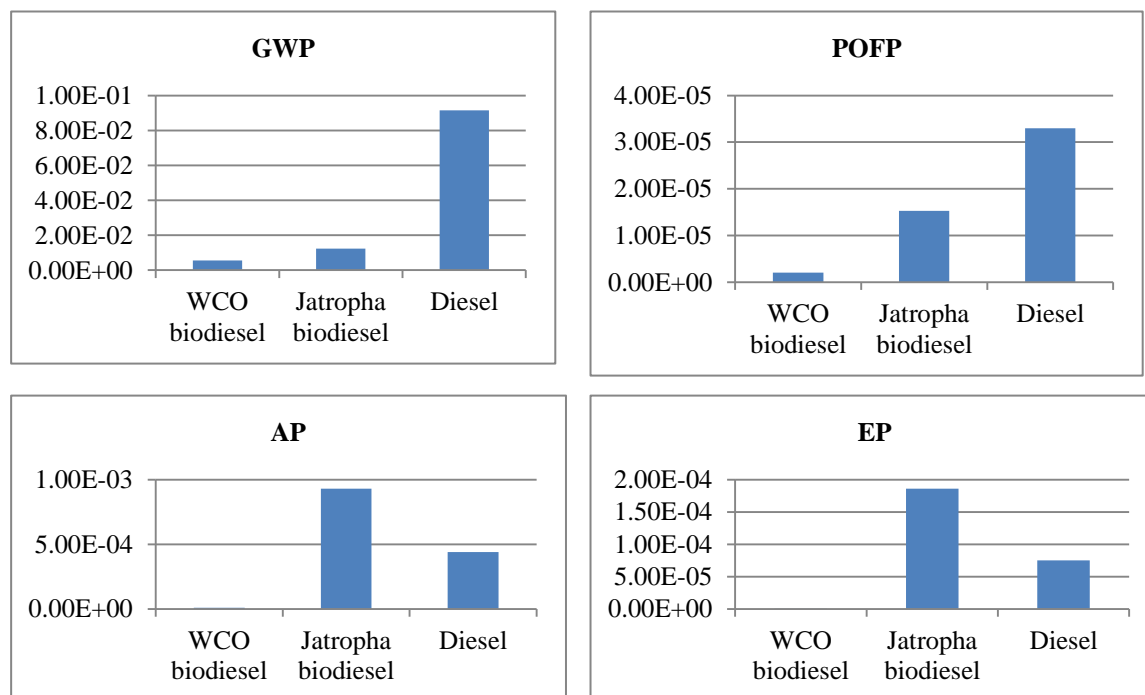 GWP
1.00E-01
8.00E-02
6.00E-02
4.00E-02
2.00E-02
0.00E+00
WCO
biodiesel
Jatropha
biodiesel
Diesel
POFP
4.00E-05
3.00E-05
2.00E-05
1.00E-05
0.00E+00
WCO
biodiesel
Jatropha
biodiesel
Diesel
AP
1.00E-03
5.00E-04
0.00E+00
WCO
biodiesel
Jatropha
biodiesel
Diesel
EP
2.00E-04
1.50E-04
1.00E-04
5.00E-05
0.00E+00
WCO
biodiesel
Jatropha
biodiesel
Diesel